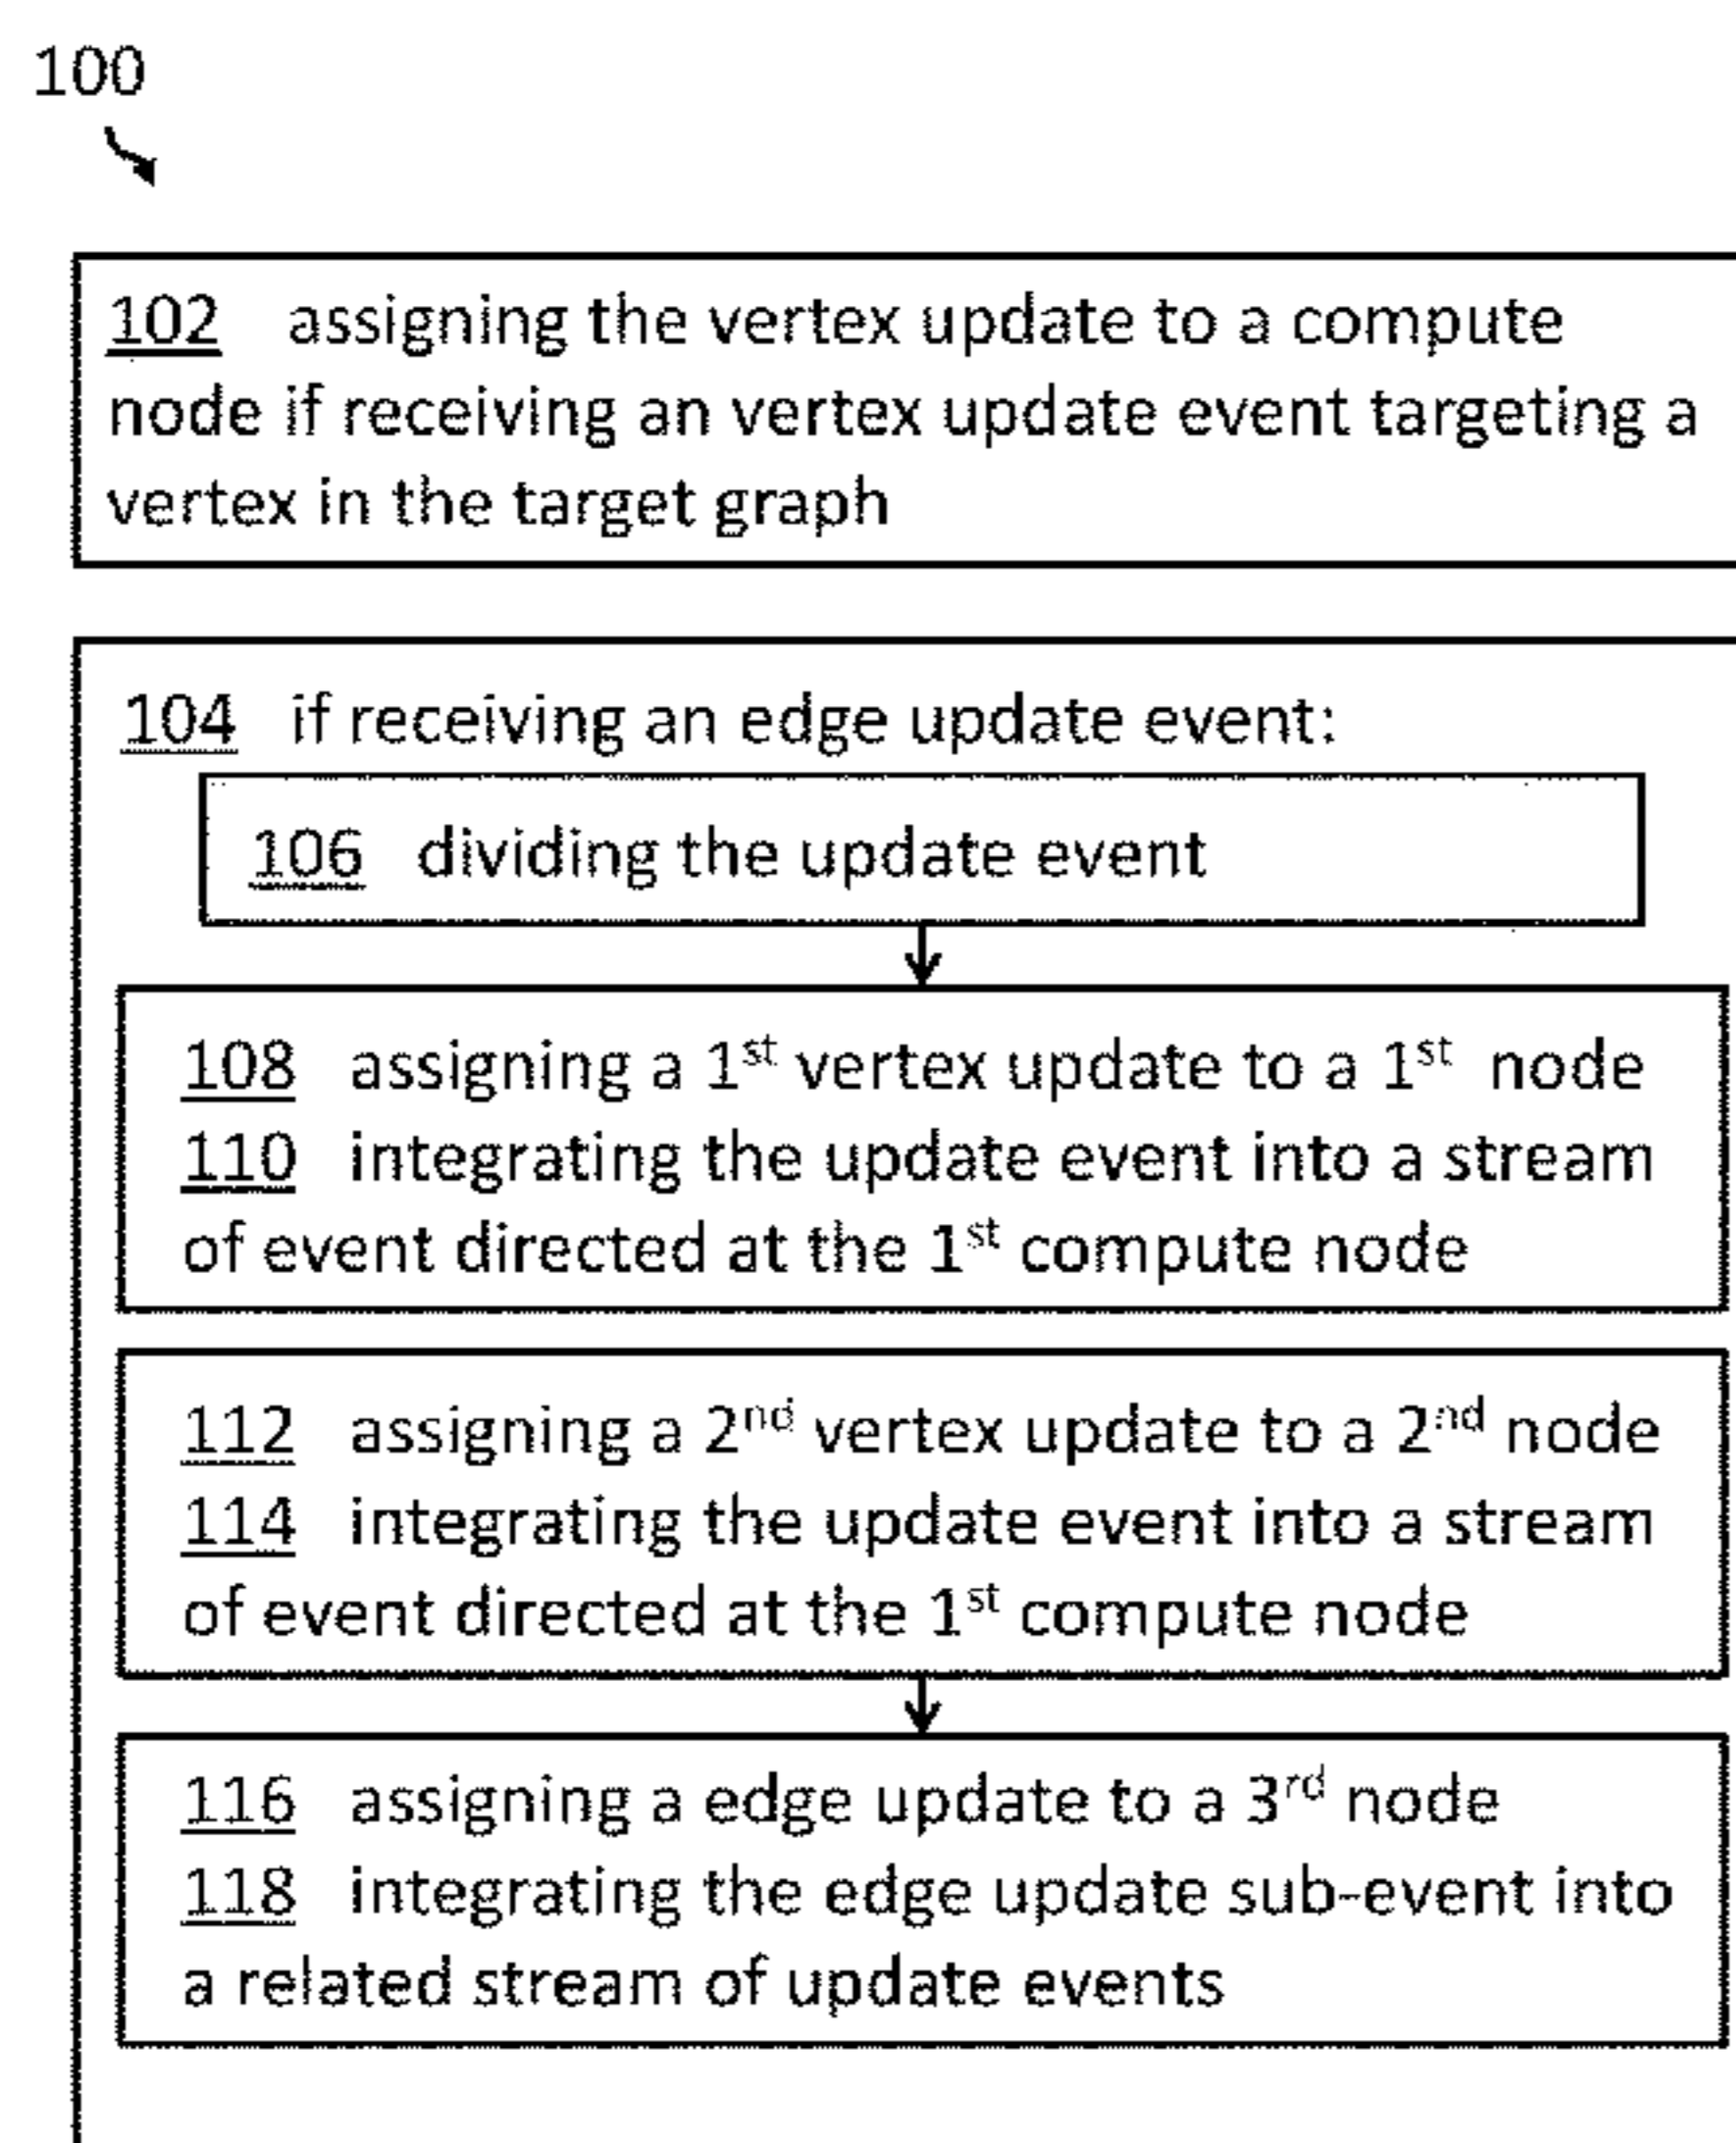 100
102 assigning the vertex update to a compute
node if receiving an vertex update event targeting a
vertex in the target graph
104 if receiving an edge update event:
106 dividing the update event
108 assigning a 1st vertex update to a 1st node
110 integrating the update event into a stream
of event directed at the 1st compute node
112 assigning a 2nd vertex update to a 2nd node
114 integrating the update event into a stream
of event directed at the 1st compute node
116 assigning a edge update to a 3rd node
118 integrating the edge update sub-event into
a related stream of update events